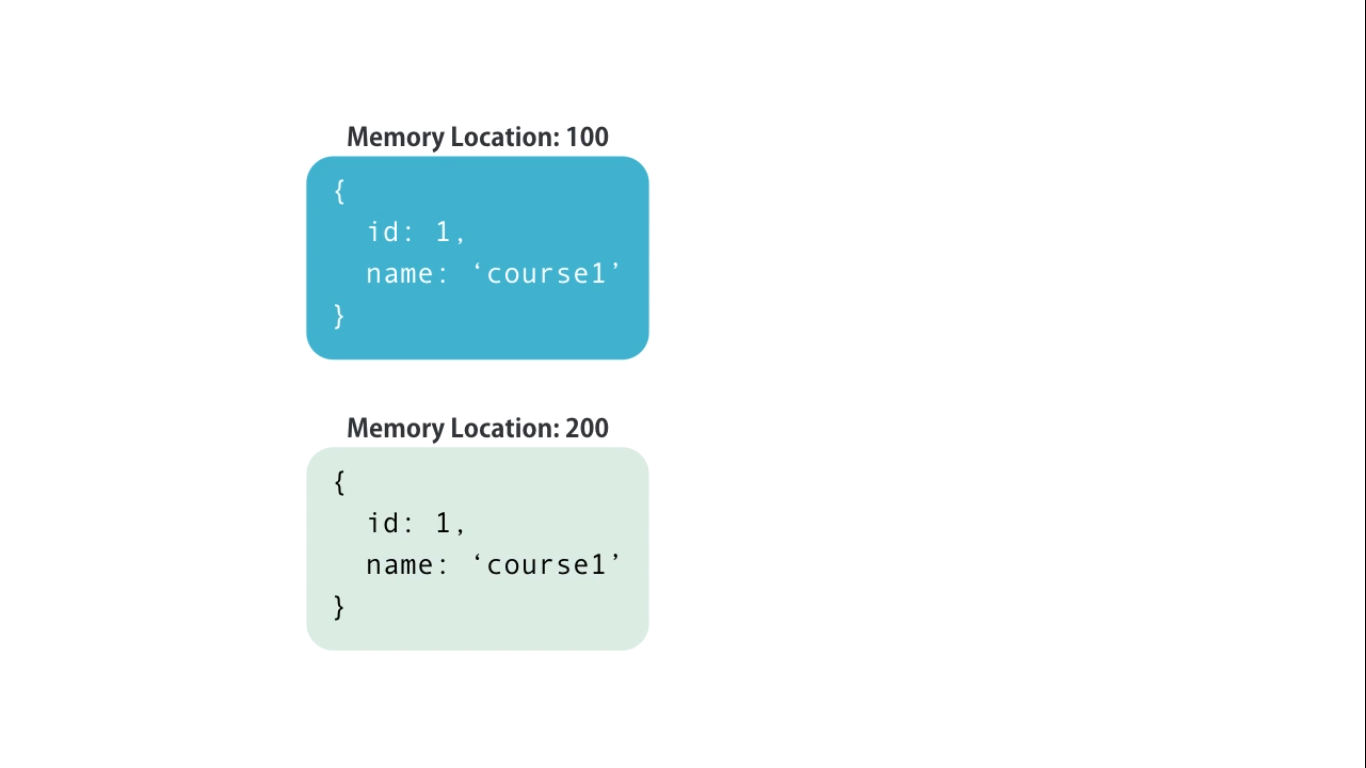 Memory Location: 100
{
id: 1,
name: ‘course1’
}
Memory Location: 200
{
id: 1,
name: ‘course1’
}